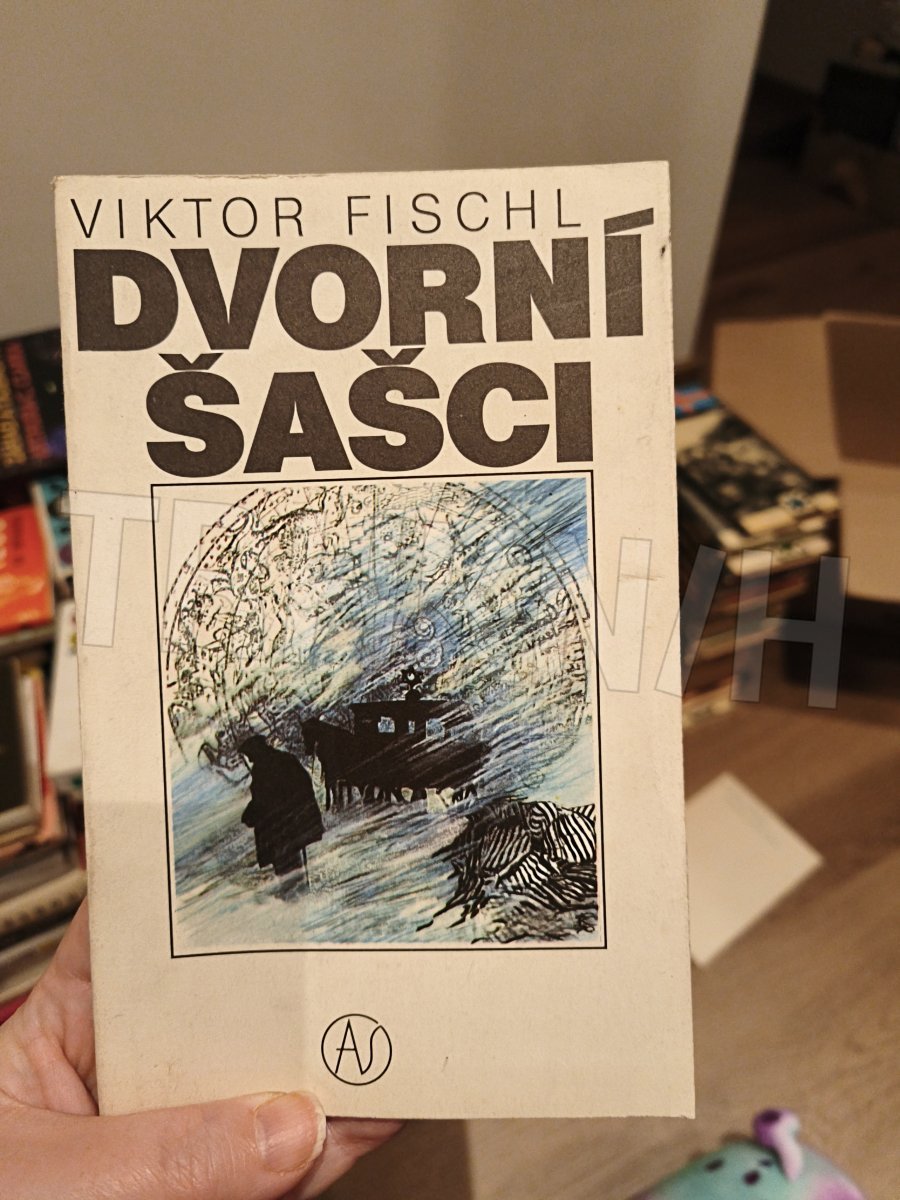 VIKTOR FISCHL
DVORNÍ
ŠAŠCI
AS